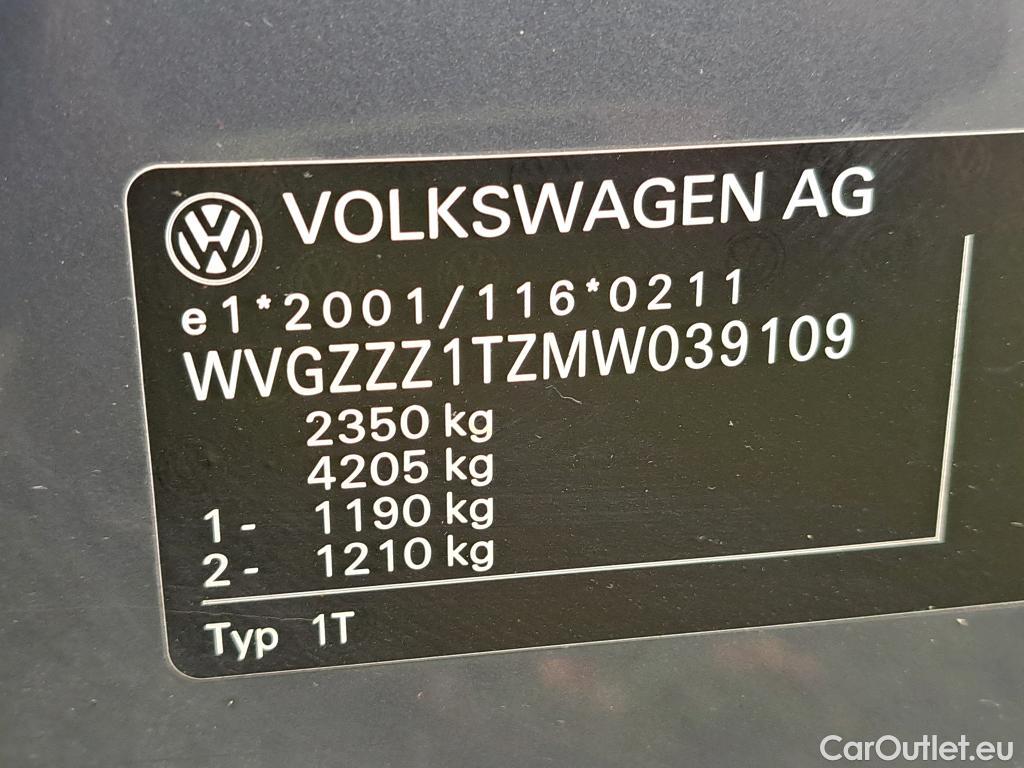 VOLKSWAGEN AG
e1*2001/116*0211
WVGZZZ1TZMW039109
2350 kg
4205 kg
1- 1190 kg
2- 1210 kg
Typ 1T
CarOutlet.eu